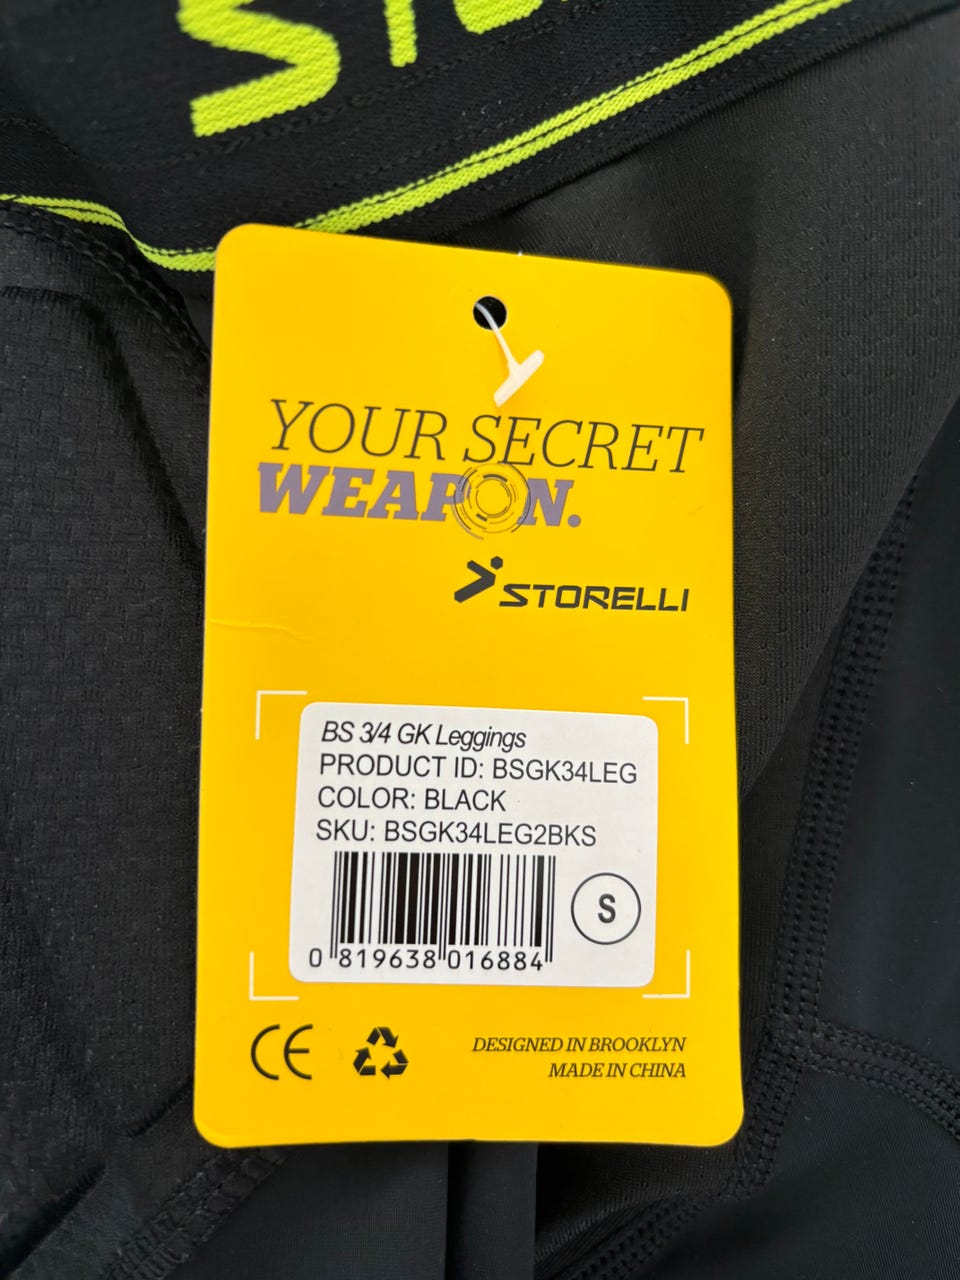 YOUR SECRET
WEAPON.
STORELLI
BS 3/4 GK Leggings
PRODUCT ID: BSGK34LEG
COLOR: BLACK
SKU: BSGK34LEG2BKS
S
0 819638 016884
CE
DESIGNED IN BROOKLYN
MADE IN CHINA